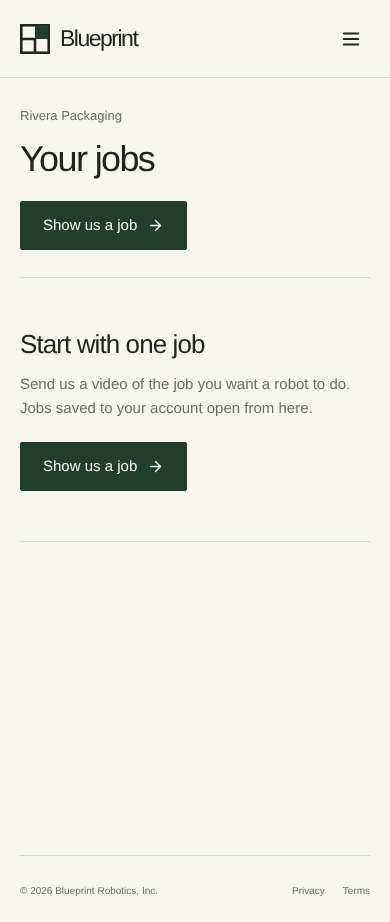 Blueprint
Rivera Packaging
Your jobs
Show us a job
Start with one job
Send us a video of the job you want a robot to do.
Jobs saved to your account open from here.
Show us a job
© 2026 Blueprint Robotics, Inc. Privacy Terms